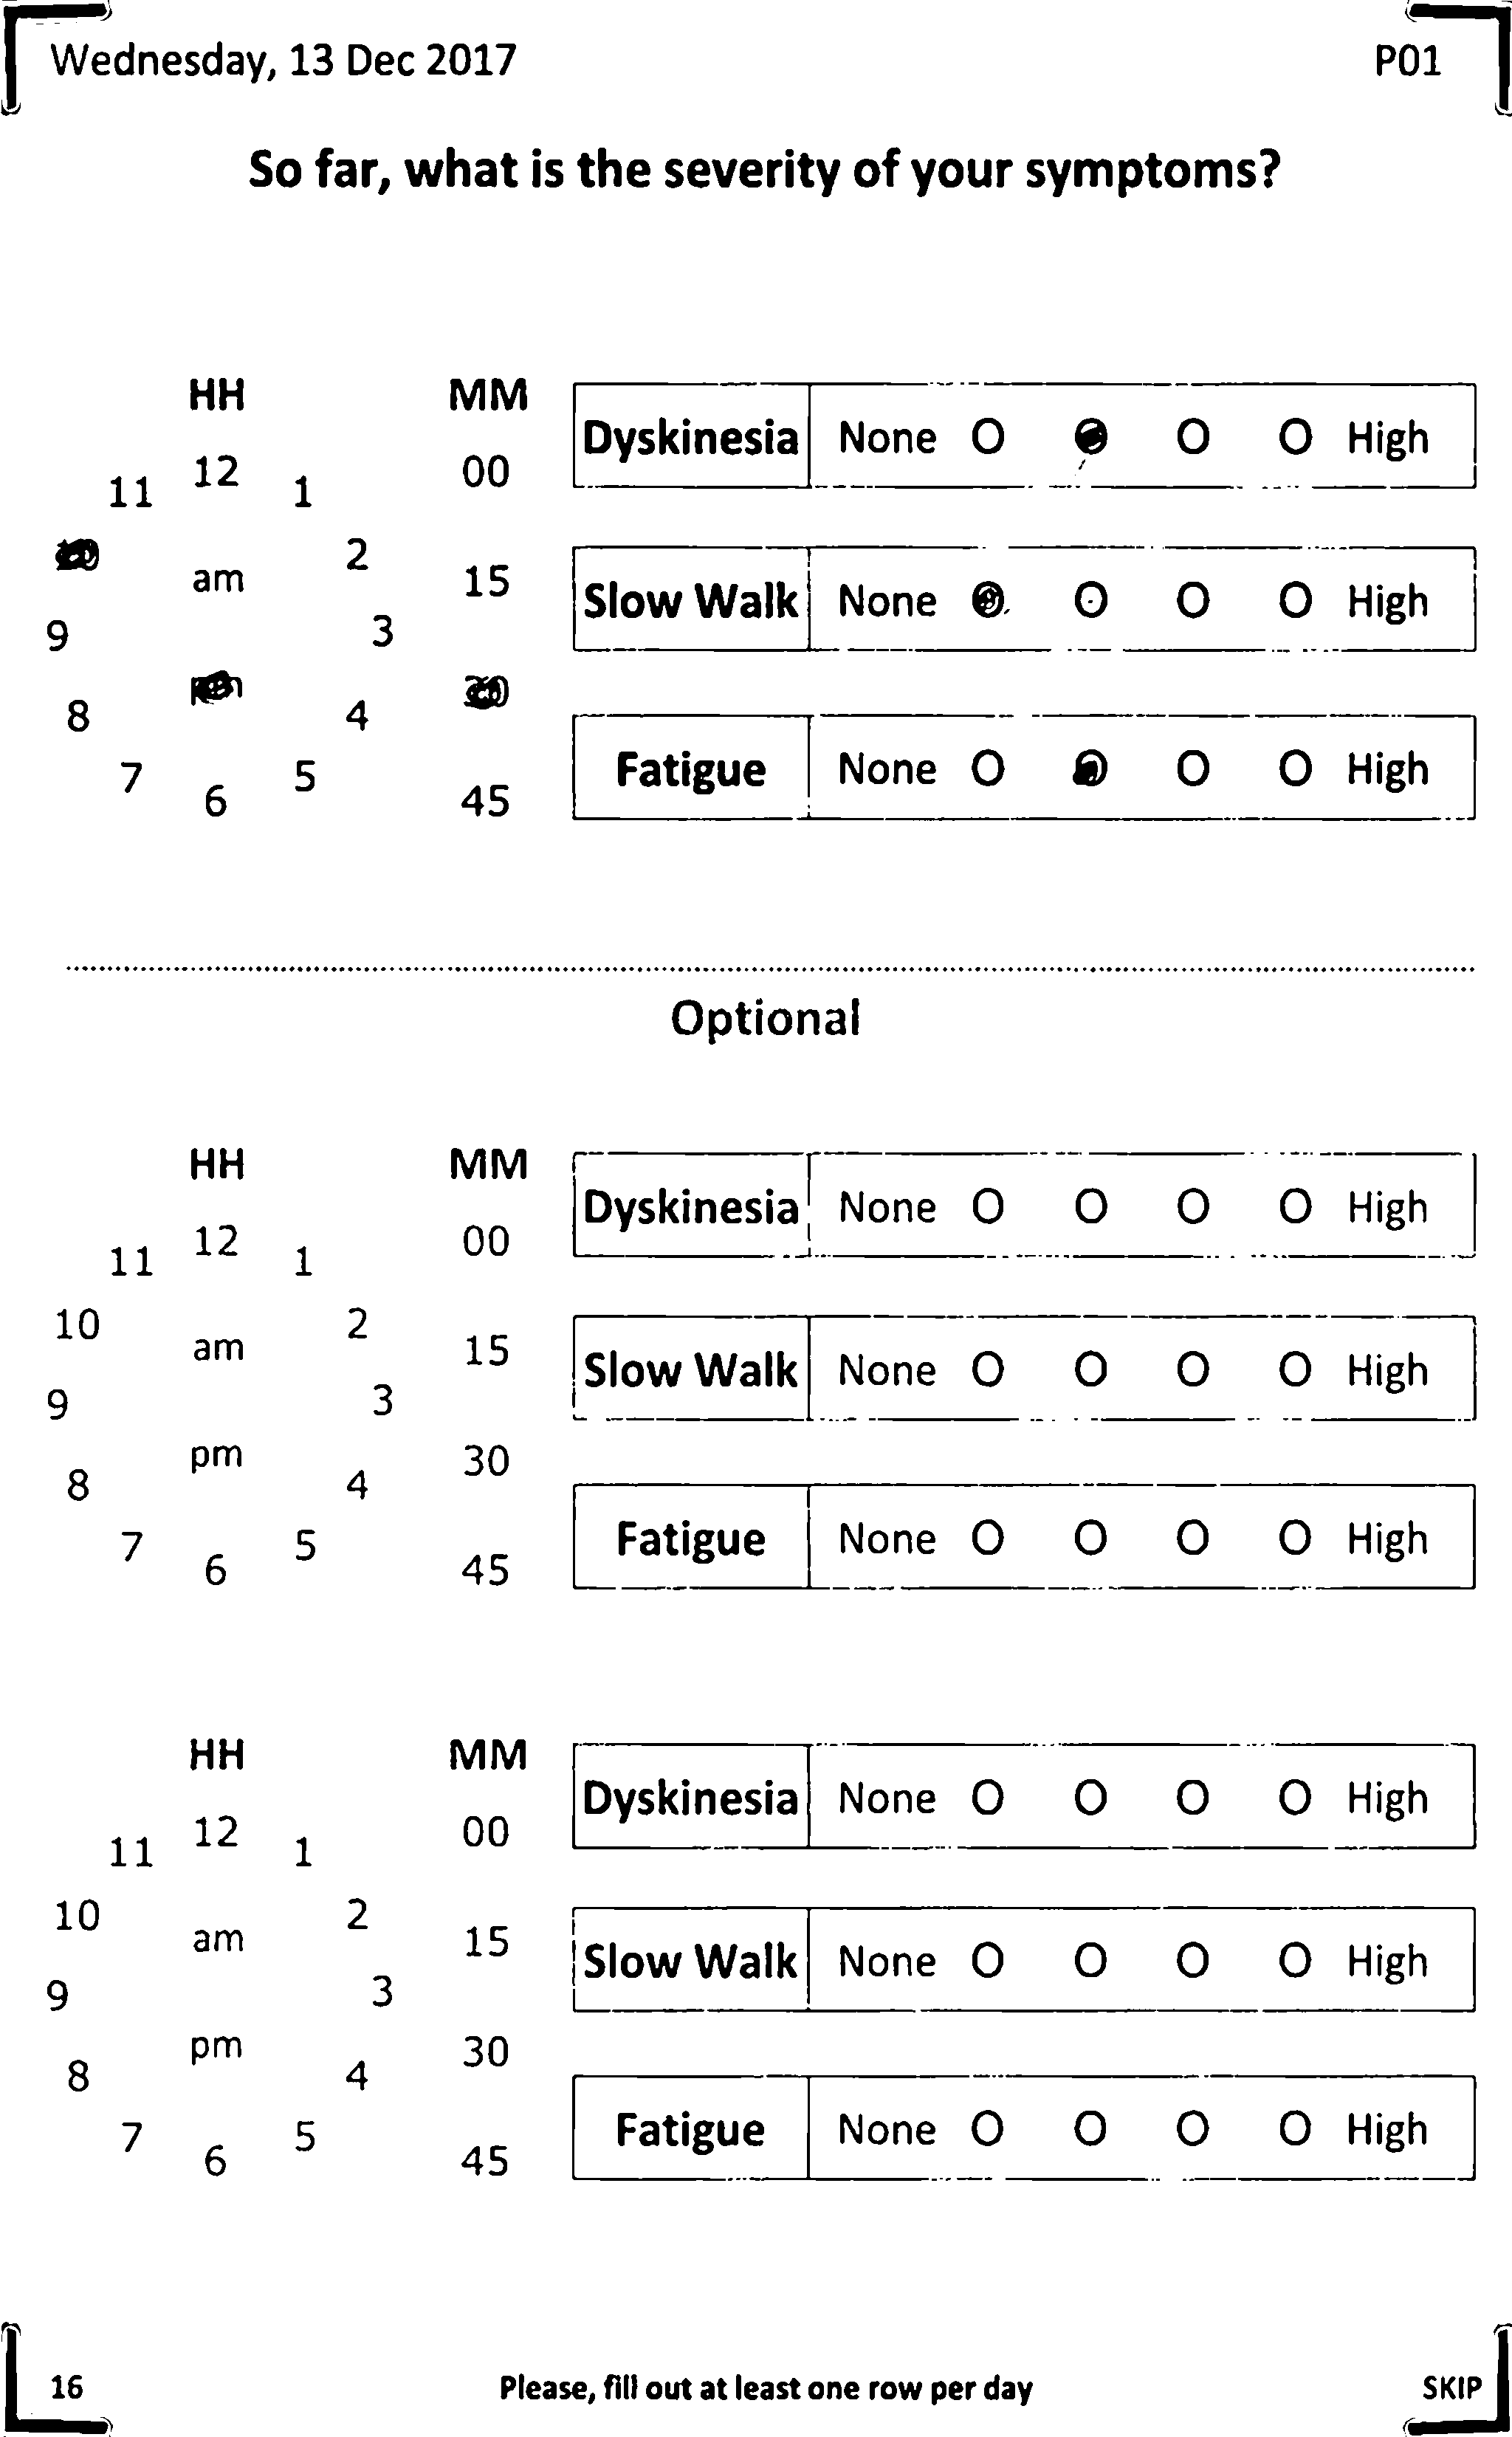 Wednesday, 13 Dec 2017 P01
So far, what is the severity of your symptoms?
HH MM
Dyskinesia None O O O O High
11 12 1 00
10 am 2 15
Slow Walk None O O O O High
9 3
pm 30
8 4
Fatigue None O O O O High
7 6 5 45
Optional
HH MM
Dyskinesia None O O O O High
11 12 1 00
10 am 2 15
Slow Walk None O O O O High
9 3
pm 30
8 4
Fatigue None O O O O High
7 6 5 45
HH MM
Dyskinesia None O O O O High
11 12 1 00
10 am 2 15
Slow Walk None O O O O High
9 3
pm 30
8 4
Fatigue None O O O O High
7 6 5 45
16 Please, fill out at least one row per day SKIP